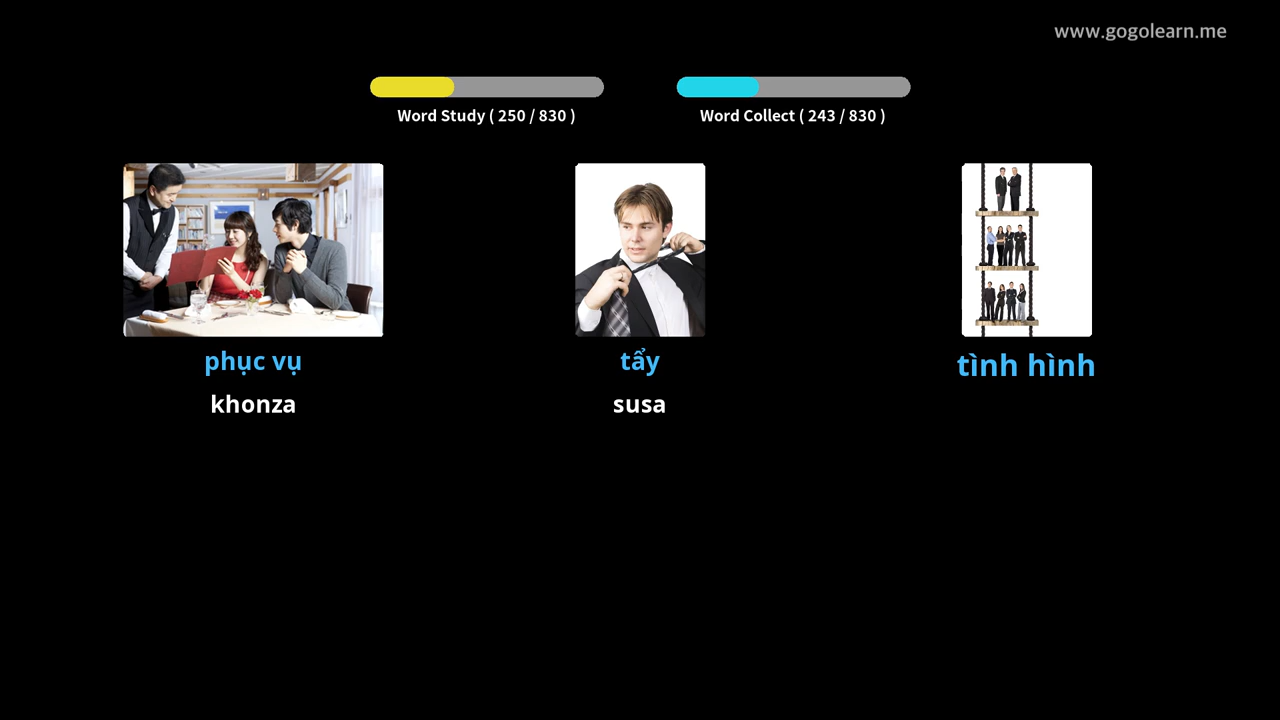 www.gogolearn.me
Word Study ( 250 / 830 )
Word Collect ( 243 / 830 )
phục vụ
khonza
tẩy
susa
tình hình